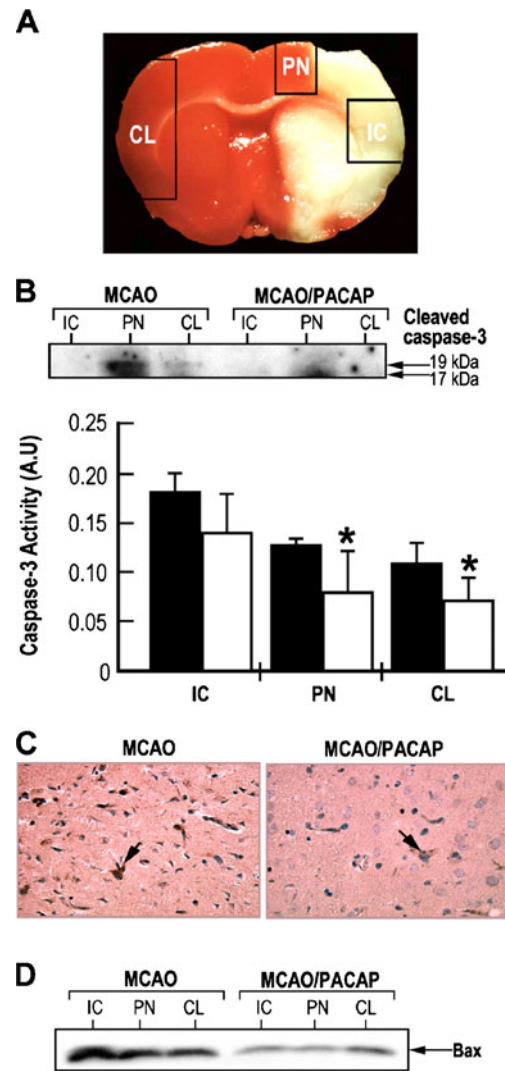 A
CL
PN
IC
B
MCAO MCAO/PACAP
IC PN CL IC PN CL
Cleaved
caspase-3
19 kDa
17 kDa
Caspase-3 Activity (A.U)
0.25
0.20
0.15
0.10
0.05
0
* *
IC PN CL
C
MCAO MCAO/PACAP
D
MCAO MCAO/PACAP
IC PN CL IC PN CL
Bax